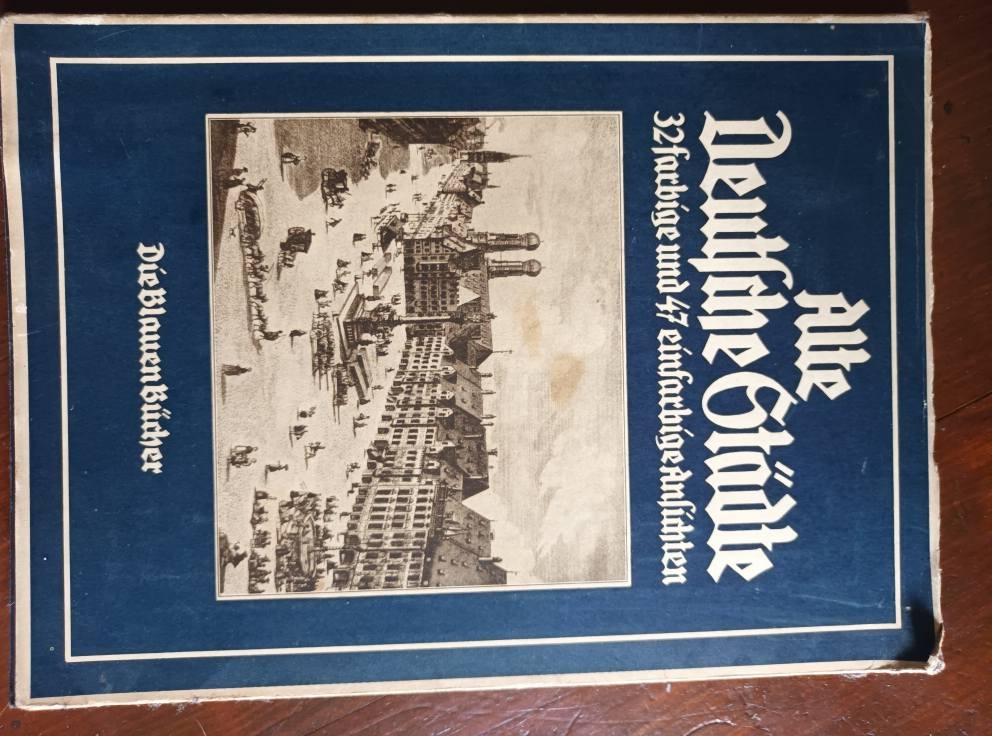 Alte
Deutsche Städte
32 farbige und 47 einfarbige Ansichten
Die Blauen Bücher